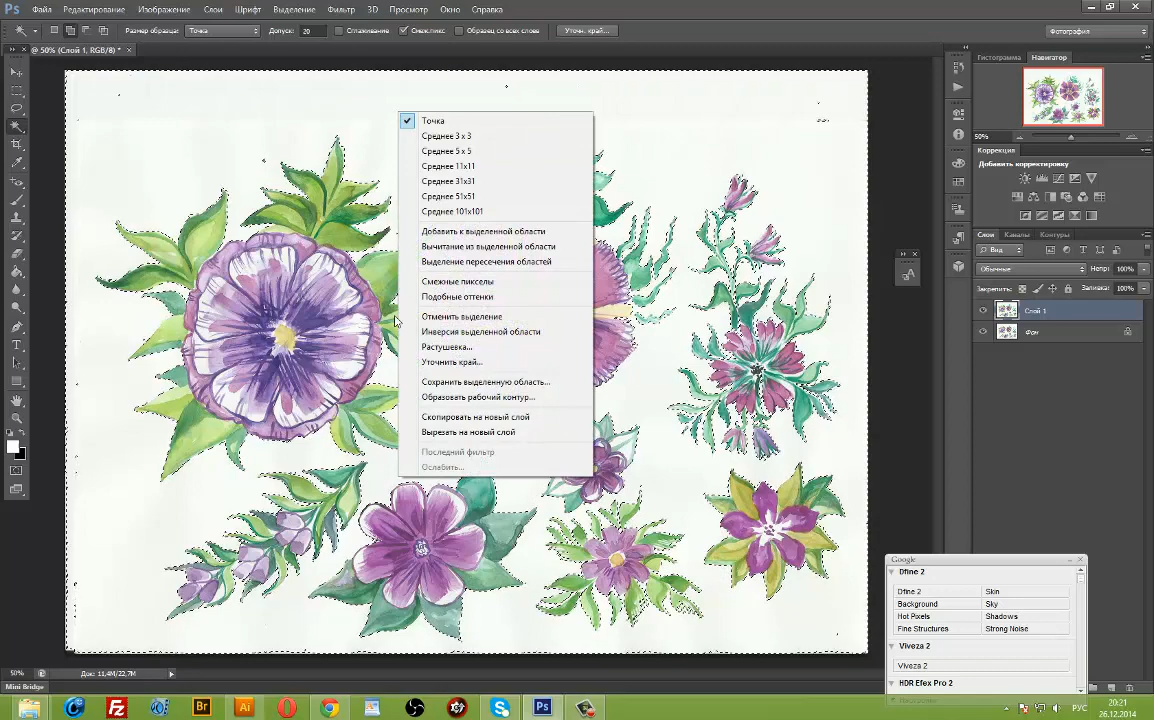 Ps Файл Редактирование Изображение Слои Шрифт Выделение Фильтр 3D Просмотр Окно Справка
Размер образца: Точка Допуск: 20 Сглаживание Смеж.пикс Образец со всех слоев Уточн. край... Фотография
@ 50% (Слой 1, RGB/8) * ×
Точка
Среднее 3 x 3
Среднее 5 x 5
Среднее 11x11
Среднее 31x31
Среднее 51x51
Среднее 101x101
Добавить к выделенной области
Вычитание из выделенной области
Выделение пересечения областей
Смежные пикселы
Подобные оттенки
Отменить выделение
Инверсия выделенной области
Растушевка...
Уточнить край...
Сохранить выделенную область...
Образовать рабочий контур...
Скопировать на новый слой
Вырезать на новый слой
Последний фильтр
Ослабить...
Гистограмма Навигатор
50%
Коррекция
Добавить корректировку
Слои Каналы Контуры
Вид
Обычные Непр: 100%
Закрепить: Заливка: 100%
Слой 1
Фон
Google
Dfine 2
Dfine 2 Skin
Background Sky
Hot Pixels Shadows
Fine Structures Strong Noise
Viveza 2
Viveza 2
HDR Efex Pro 2
50% Док: 11,4M/22,7M
Mini Bridge
Fz Br Ai Ps
РУС
20:21
26.12.2014